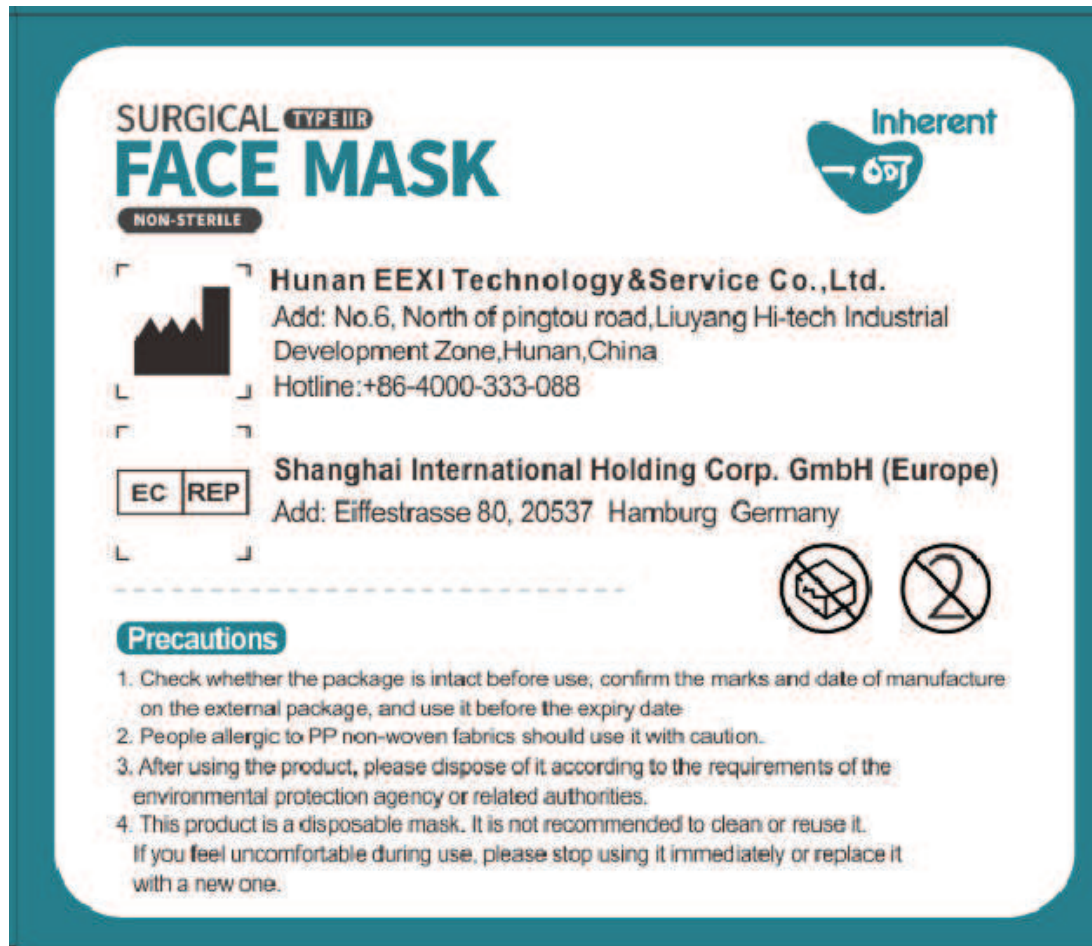 SURGICAL TYPE IIR
FACE MASK
NON-STERILE
Inherent
Hunan EEXI Technology&Service Co.,Ltd.
Add: No.6, North of pingtou road,Liuyang Hi-tech Industrial
Development Zone,Hunan,China
Hotline:+86-4000-333-088
EC REP
Shanghai International Holding Corp. GmbH (Europe)
Add: Eiffestrasse 80, 20537 Hamburg Germany
2
Precautions
1. Check whether the package is intact before use, confirm the marks and date of manufacture
on the external package, and use it before the expiry date
2. People allergic to PP non-woven fabrics should use it with caution.
3. After using the product, please dispose of it according to the requirements of the
environmental protection agency or related authorities.
4. This product is a disposable mask. It is not recommended to clean or reuse it.
If you feel uncomfortable during use, please stop using it immediately or replace it
with a new one.